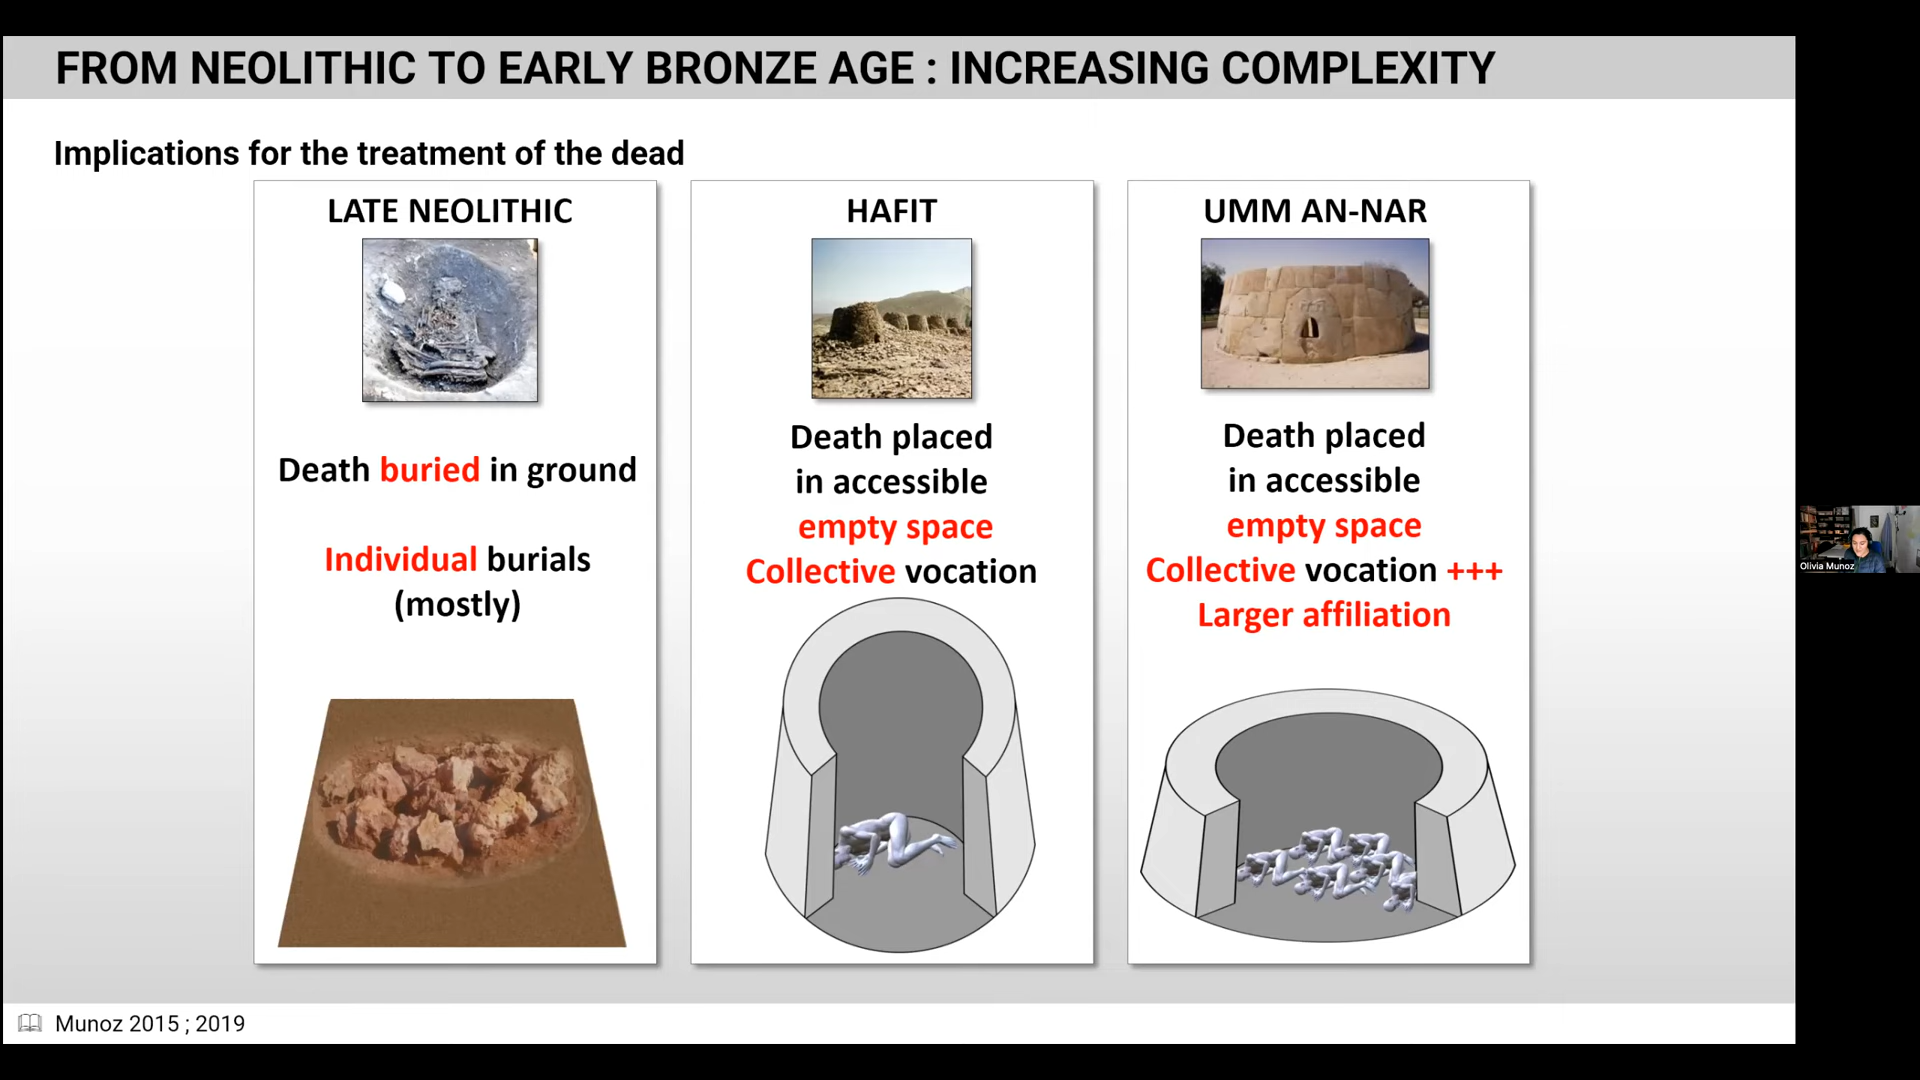 FROM NEOLITHIC TO EARLY BRONZE AGE : INCREASING COMPLEXITY
Implications for the treatment of the dead
LATE NEOLITHIC
Death buried in ground
Individual burials
(mostly)
HAFIT
Death placed
in accessible
empty space
Collective vocation
UMM AN-NAR
Death placed
in accessible
empty space
Collective vocation +++
Larger affiliation
Munoz 2015 ; 2019
Olivia Munoz